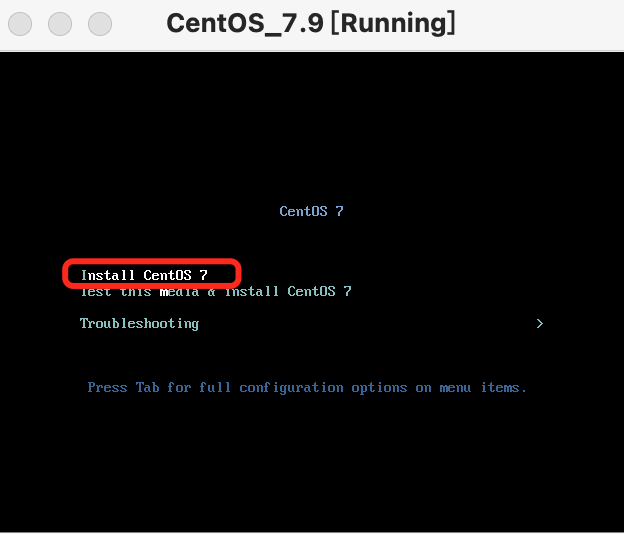 CentOS_7.9 [Running]
CentOS 7
Install CentOS 7
Test this media & install CentOS 7
Troubleshooting >
Press Tab for full configuration options on menu items.